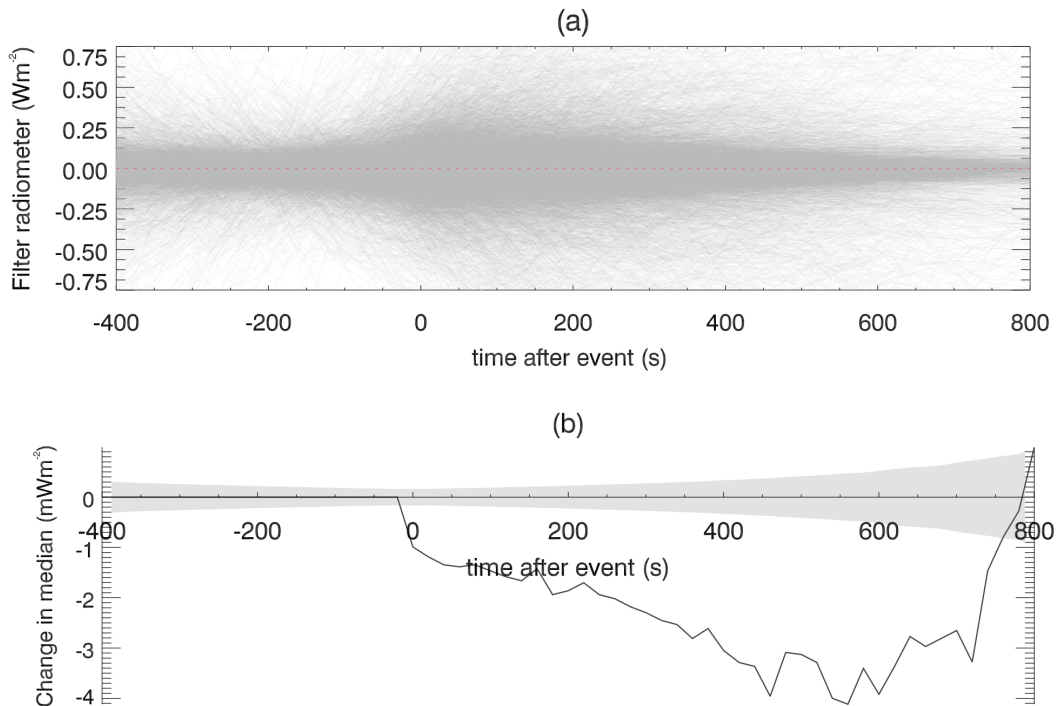 (a)
Filter radiometer (Wm⁻²)
0.75
0.50
0.25
0.00
-0.25
-0.50
-0.75
-400 -200 0 200 400 600 800
time after event (s)
(b)
Change in median (mWm⁻²)
0
-400 -200 0 200 400 600 800
-1
time after event (s)
-2
-3
-4